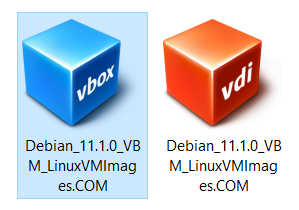 vbox
Debian_11.1.0_VB
M_LinuxVMImag
es.COM
vdi
Debian_11.1.0_VB
M_LinuxVMImag
es.COM